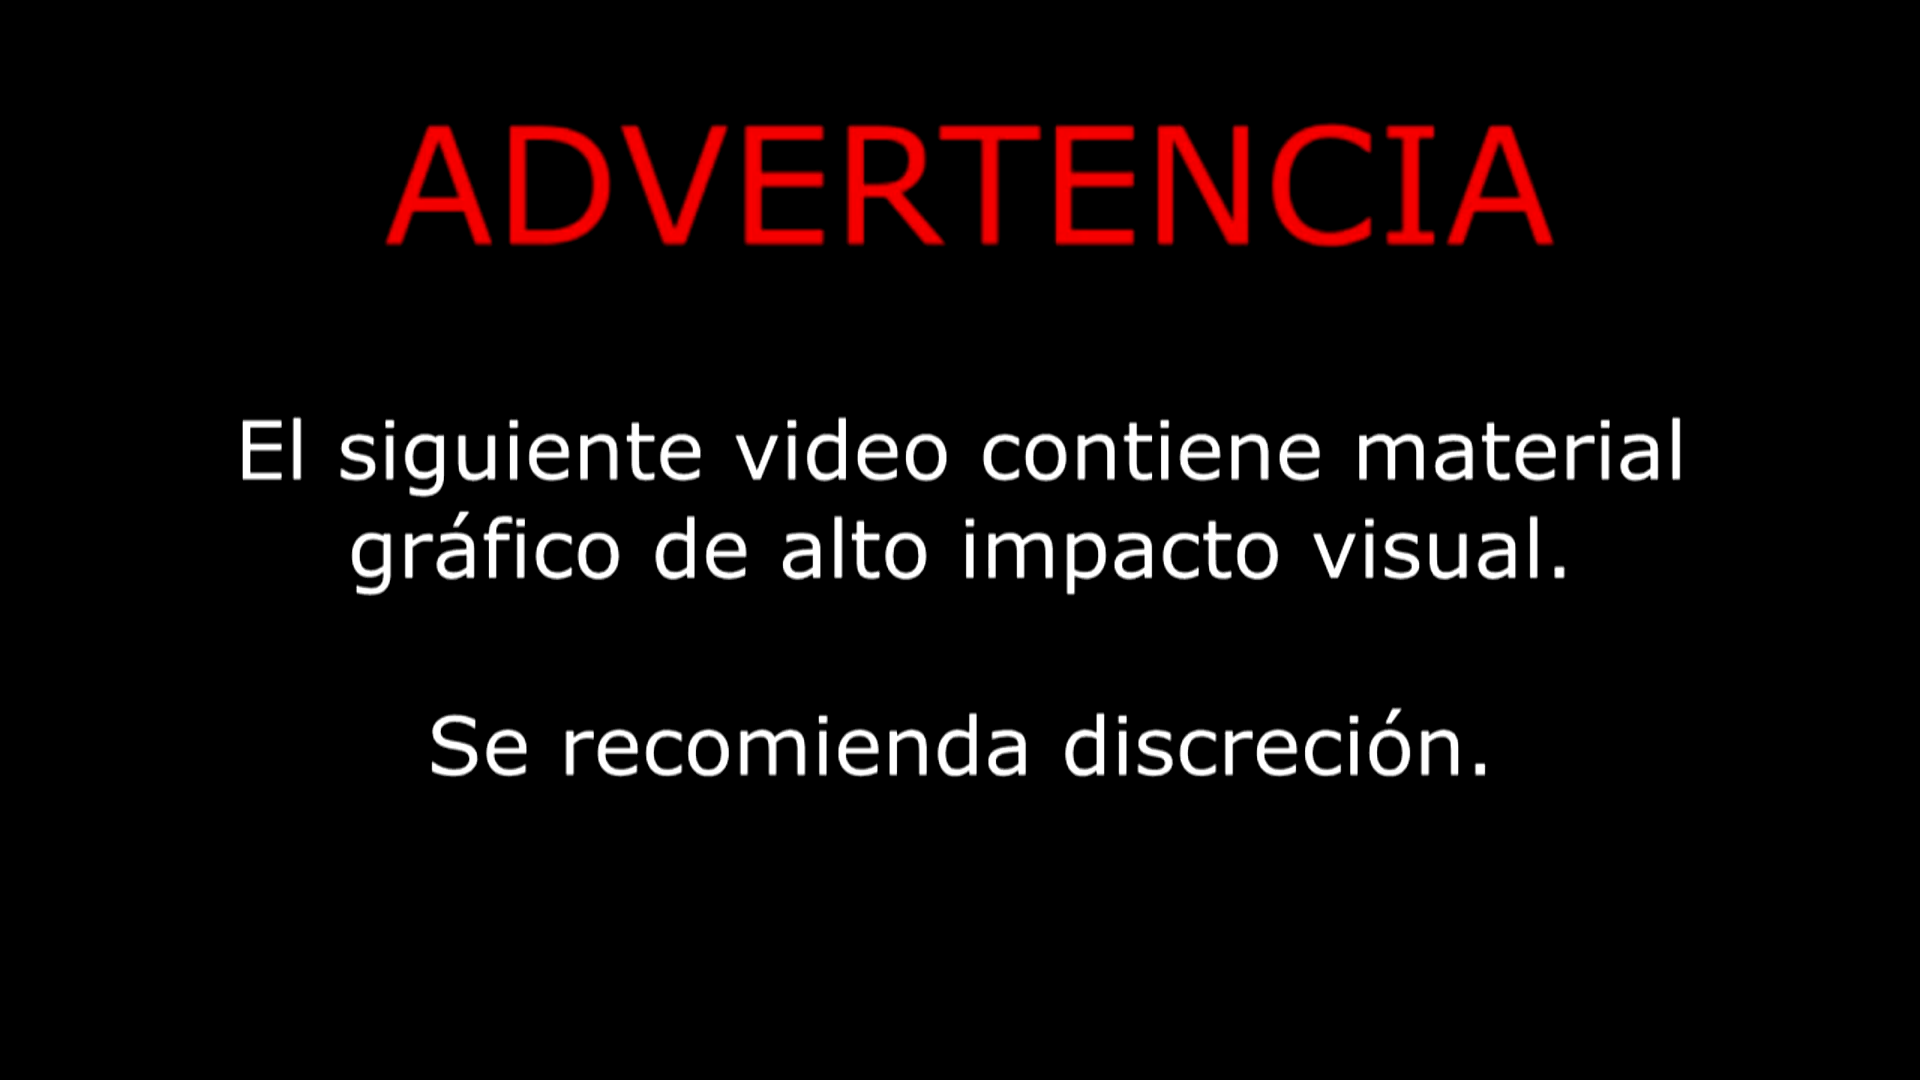 ADVERTENCIA
El siguiente video contiene material
gráfico de alto impacto visual.
Se recomienda discreción.